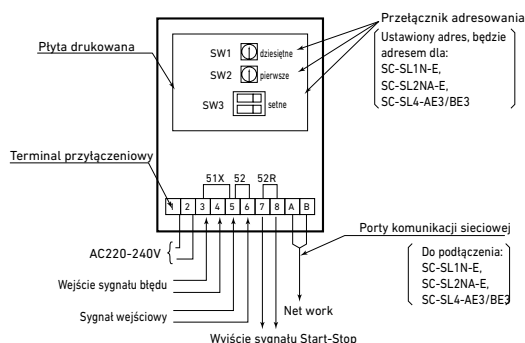 Płyta drukowana
SW1 dziesiętne
SW2 pierwsze
SW3 setne
Przełącznik adresowania
Ustawiony adres, będzie
adresem dla:
SC-SL1N-E,
SC-SL2NA-E,
SC-SL4-AE3/BE3
Terminal przyłączeniowy
51X 52 52R
1 2 3 4 5 6 7 8 A B
AC220-240V
Wejście sygnału błędu
Sygnał wejściowy
Porty komunikacji sieciowej
Do podłączenia:
SC-SL1N-E,
SC-SL2NA-E,
SC-SL4-AE3/BE3
Net work
Wyjście sygnału Start-Stop